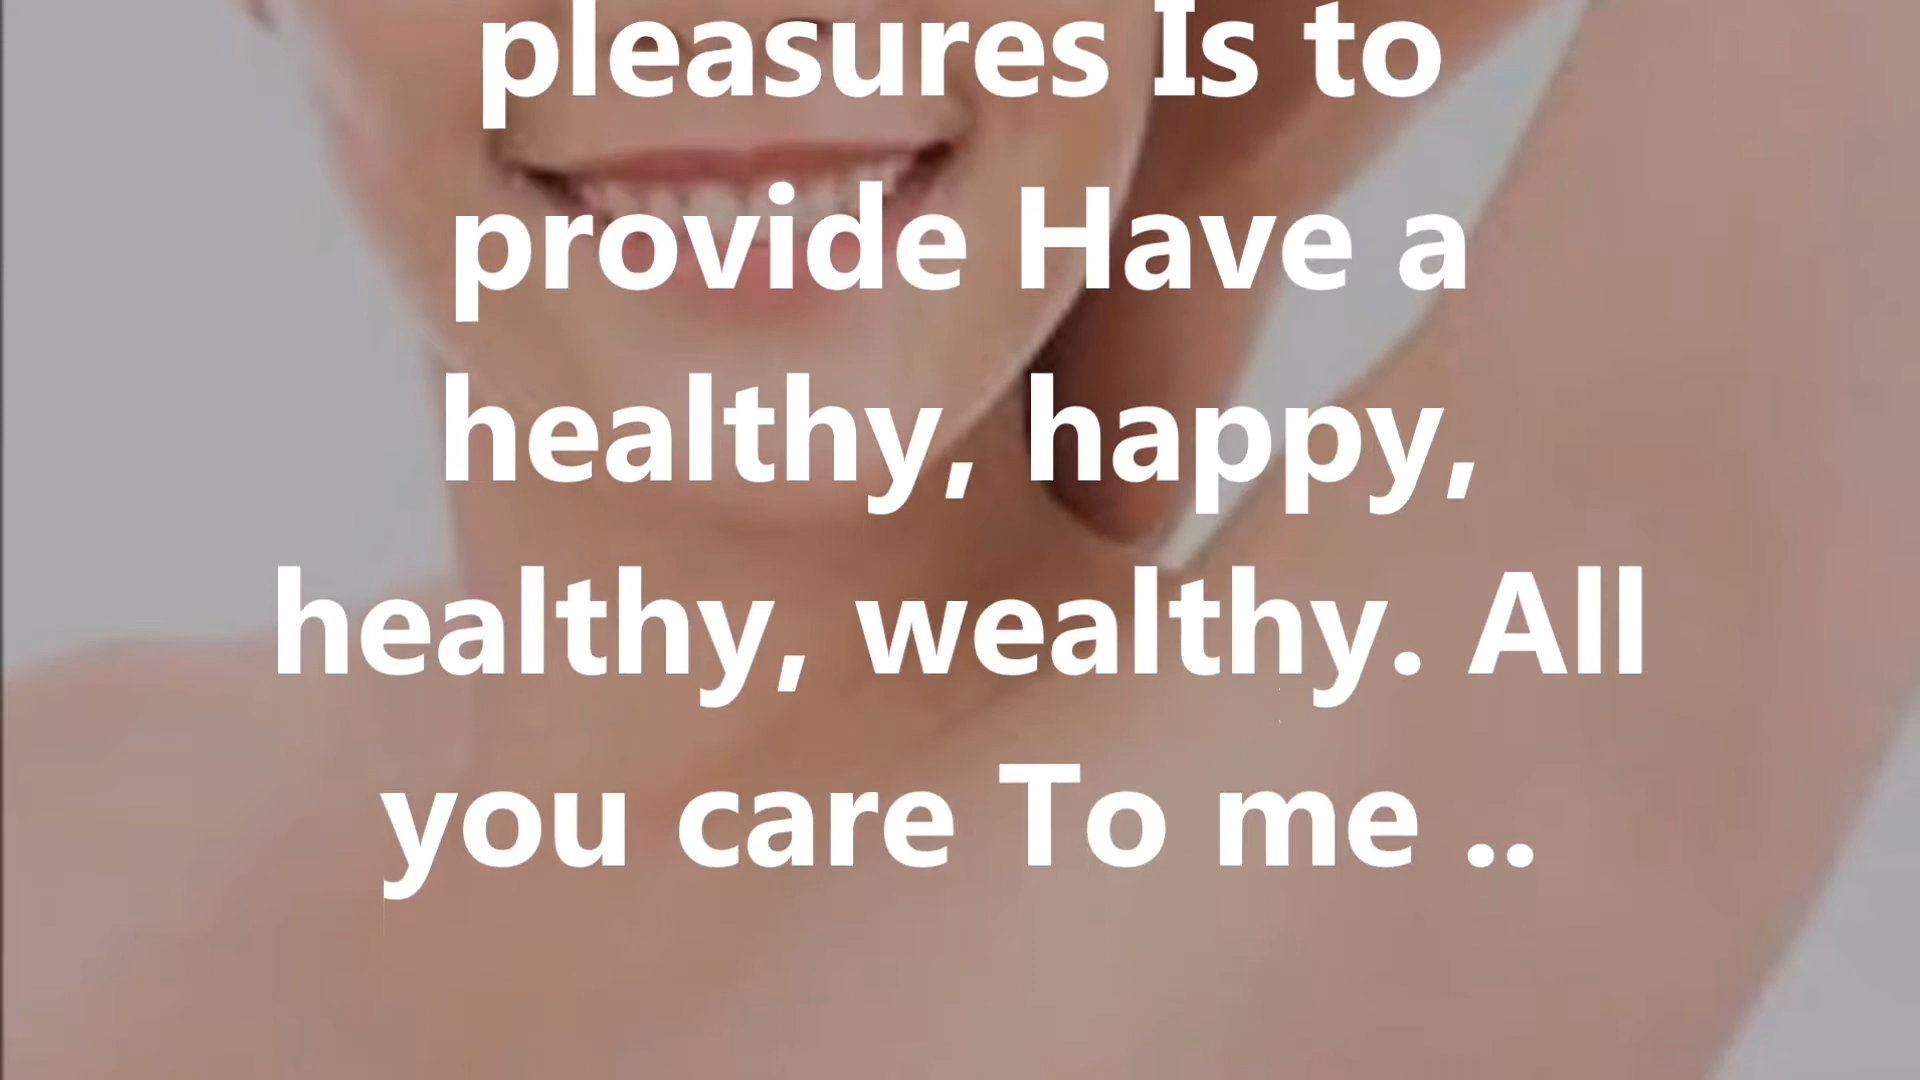 pleasures Is to
provide Have a
healthy, happy,
healthy, wealthy. All
you care To me ..